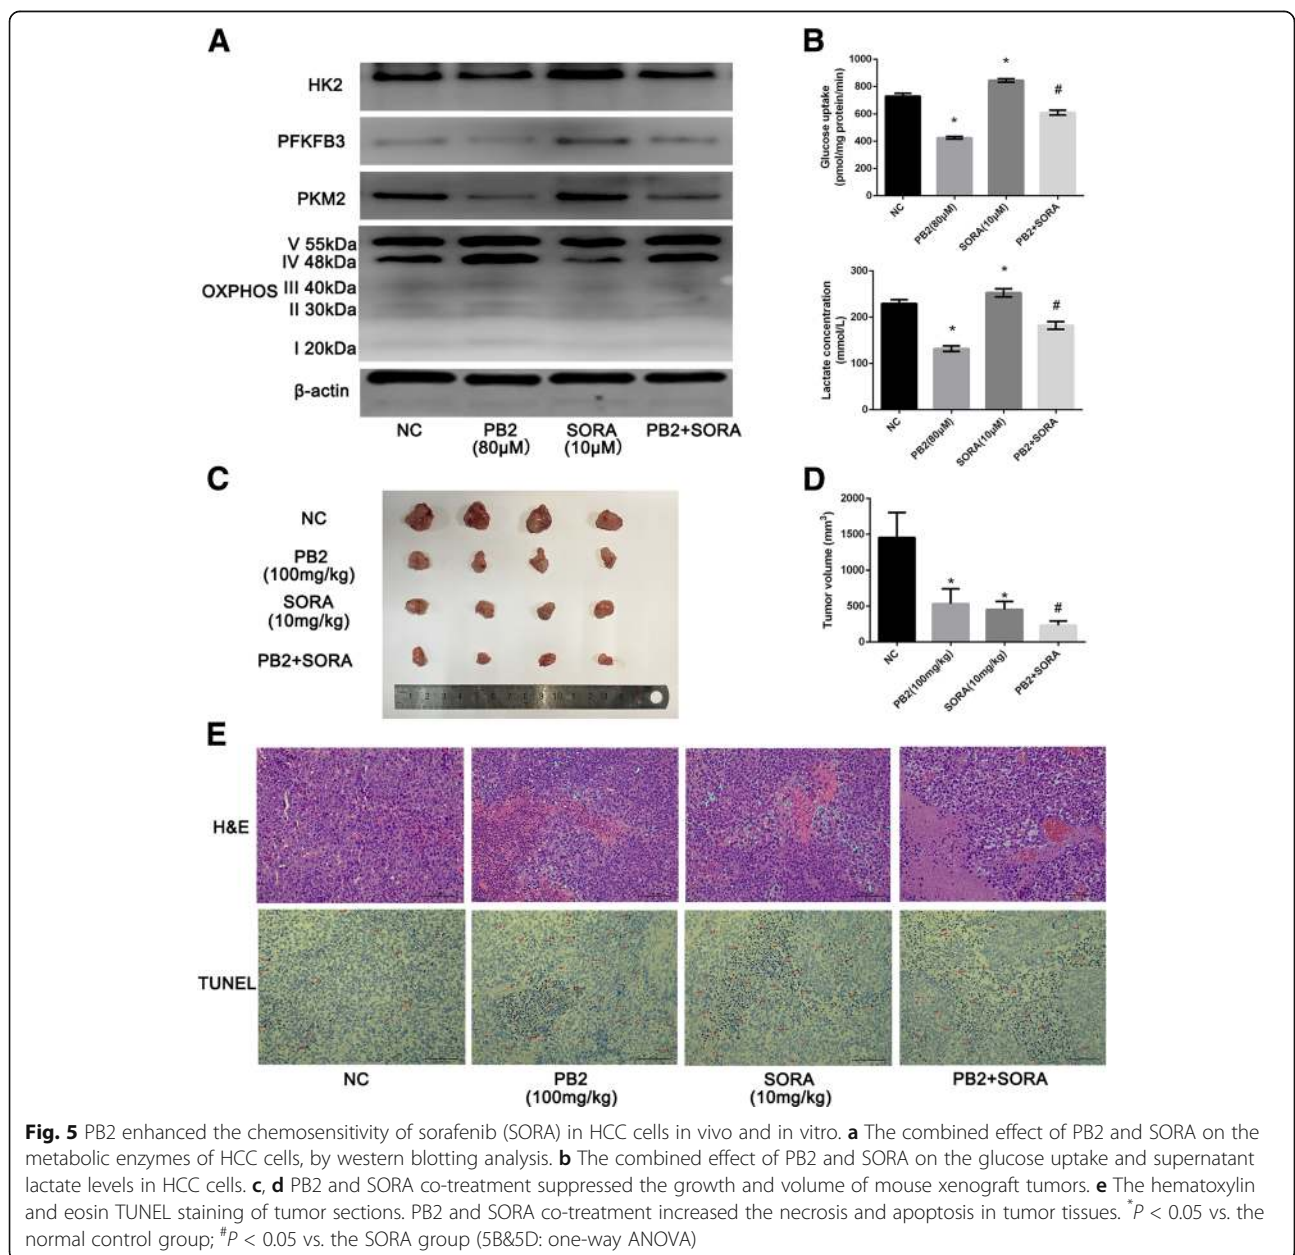 A
HK2
PFKFB3
PKM2
V 55kDa
IV 48kDa
OXPHOS III 40kDa
II 30kDa
I 20kDa
β-actin
NC PB2 SORA PB2+SORA
(80μM) (10μM)
B
Glucose uptake
(pmol/mg protein/min)
1000
800
600
400
200
0
*
*
#
NC
PB2(80μM)
SORA(10μM)
PB2+SORA
Lactate concentration
(mmol/L)
300
200
100
0
*
*
#
NC
PB2(80μM)
SORA(10μM)
PB2+SORA
C
NC
PB2
(100mg/kg)
SORA
(10mg/kg)
PB2+SORA
D
Tumor volume (mm³)
2000
1500
1000
500
0
*
*
#
NC
PB2(100mg/kg)
SORA(10mg/kg)
PB2+SORA
E
H&E
TUNEL
NC PB2 SORA PB2+SORA
(100mg/kg) (10mg/kg)
Fig. 5 PB2 enhanced the chemosensitivity of sorafenib (SORA) in HCC cells in vivo and in vitro. a The combined effect of PB2 and SORA on the
metabolic enzymes of HCC cells, by western blotting analysis. b The combined effect of PB2 and SORA on the glucose uptake and supernatant
lactate levels in HCC cells. c, d PB2 and SORA co-treatment suppressed the growth and volume of mouse xenograft tumors. e The hematoxylin
and eosin TUNEL staining of tumor sections. PB2 and SORA co-treatment increased the necrosis and apoptosis in tumor tissues. *P < 0.05 vs. the
normal control group; #P < 0.05 vs. the SORA group (5B&5D: one-way ANOVA)